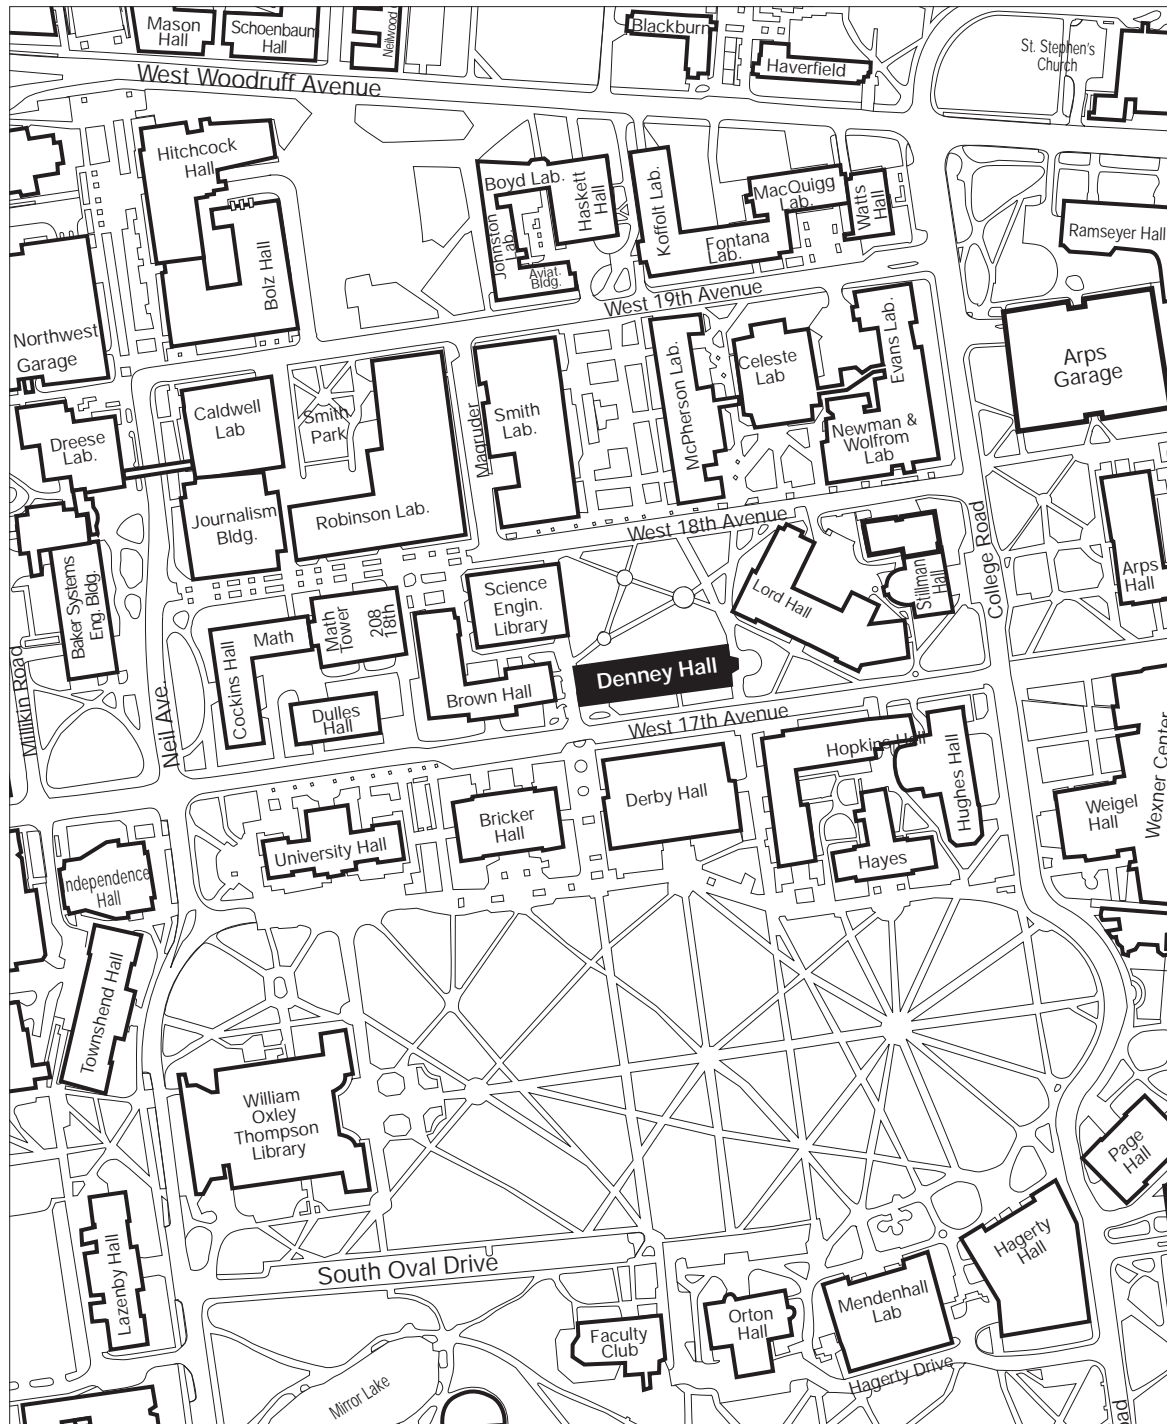 Mason
Hall
Schoenbaum
Hall
Neilwood
Blackburn
Haverfield
St. Stephen's
Church
West Woodruff Avenue
Hitchcock
Hall
Boyd Lab.
Haskett
Hall
Johnston
Lab.
Aviat.
Bldg.
Koffolt Lab.
MacQuigg
Lab.
Watts
Hall
Fontana
Lab.
Ramseyer Hall
Bolz Hall
West 19th Avenue
Northwest
Garage
McPherson Lab.
Celeste
Lab
Evans Lab.
Arps
Garage
Caldwell
Lab
Smith
Park
Magruder
Smith
Lab.
Newman &
Wolfrom
Lab
Dreese
Lab.
Journalism
Bldg.
Robinson Lab.
West 18th Avenue
College Road
Baker Systems
Eng. Bldg.
Science
Engin.
Library
Lord Hall
Stillman
Hall
Arps
Hall
Math
Math
Tower
208
18th
Cockins Hall
Denney Hall
Brown Hall
Dulles
Hall
Millikin Road
Neil Ave.
West 17th Avenue
Hopkins Hall
Hughes Hall
Wexner Center
Derby Hall
Weigel
Hall
Bricker
Hall
University Hall
Hayes
ndependence
Hall
Townshend Hall
William
Oxley
Thompson
Library
Page
Hall
Lazenby Hall
Hagerty
Hall
South Oval Drive
Mendenhall
Lab
Orton
Hall
Faculty
Club
Hagerty Drive
Mirror Lake
oad